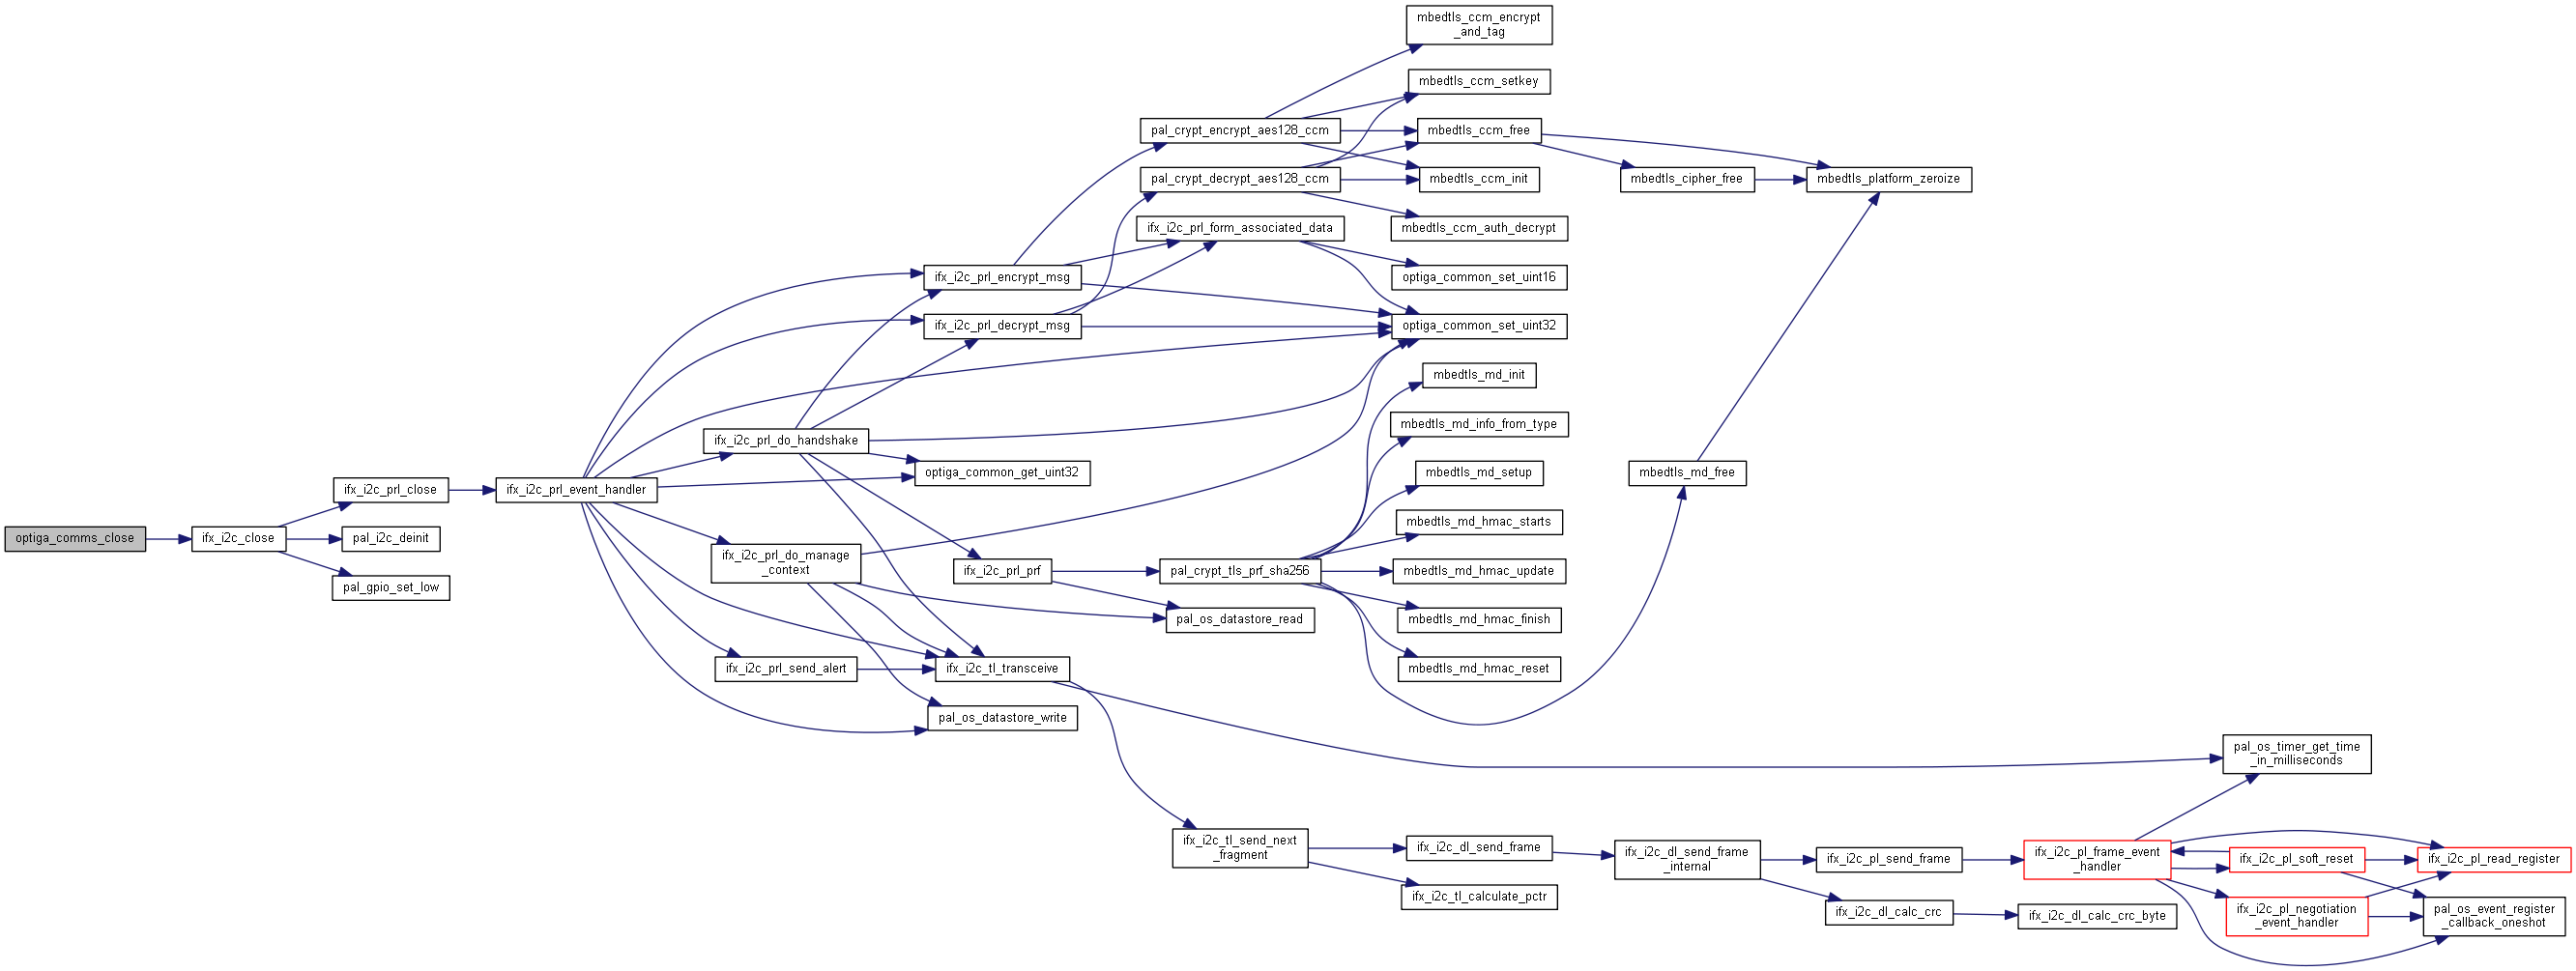 mbedtls_ccm_encrypt
_and_tag
mbedtls_ccm_setkey
pal_crypt_encrypt_aes128_ccm
mbedtls_ccm_free
pal_crypt_decrypt_aes128_ccm
mbedtls_ccm_init
mbedtls_cipher_free
mbedtls_platform_zeroize
ifx_i2c_prl_form_associated_data
mbedtls_ccm_auth_decrypt
ifx_i2c_prl_encrypt_msg
optiga_common_set_uint16
ifx_i2c_prl_decrypt_msg
optiga_common_set_uint32
mbedtls_md_init
mbedtls_md_info_from_type
ifx_i2c_prl_do_handshake
optiga_common_get_uint32
mbedtls_md_setup
mbedtls_md_free
ifx_i2c_prl_close
ifx_i2c_prl_event_handler
mbedtls_md_hmac_starts
optiga_comms_close
ifx_i2c_close
pal_i2c_deinit
ifx_i2c_prl_do_manage
_context
ifx_i2c_prl_prf
pal_crypt_tls_prf_sha256
mbedtls_md_hmac_update
pal_gpio_set_low
pal_os_datastore_read
mbedtls_md_hmac_finish
ifx_i2c_prl_send_alert
ifx_i2c_tl_transceive
mbedtls_md_hmac_reset
pal_os_datastore_write
pal_os_timer_get_time
_in_milliseconds
ifx_i2c_tl_send_next
_fragment
ifx_i2c_dl_send_frame
ifx_i2c_dl_send_frame
_internal
ifx_i2c_pl_send_frame
ifx_i2c_pl_frame_event
_handler
ifx_i2c_pl_soft_reset
ifx_i2c_pl_read_register
ifx_i2c_tl_calculate_pctr
ifx_i2c_dl_calc_crc
ifx_i2c_dl_calc_crc_byte
ifx_i2c_pl_negotiation
_event_handler
pal_os_event_register
_callback_oneshot